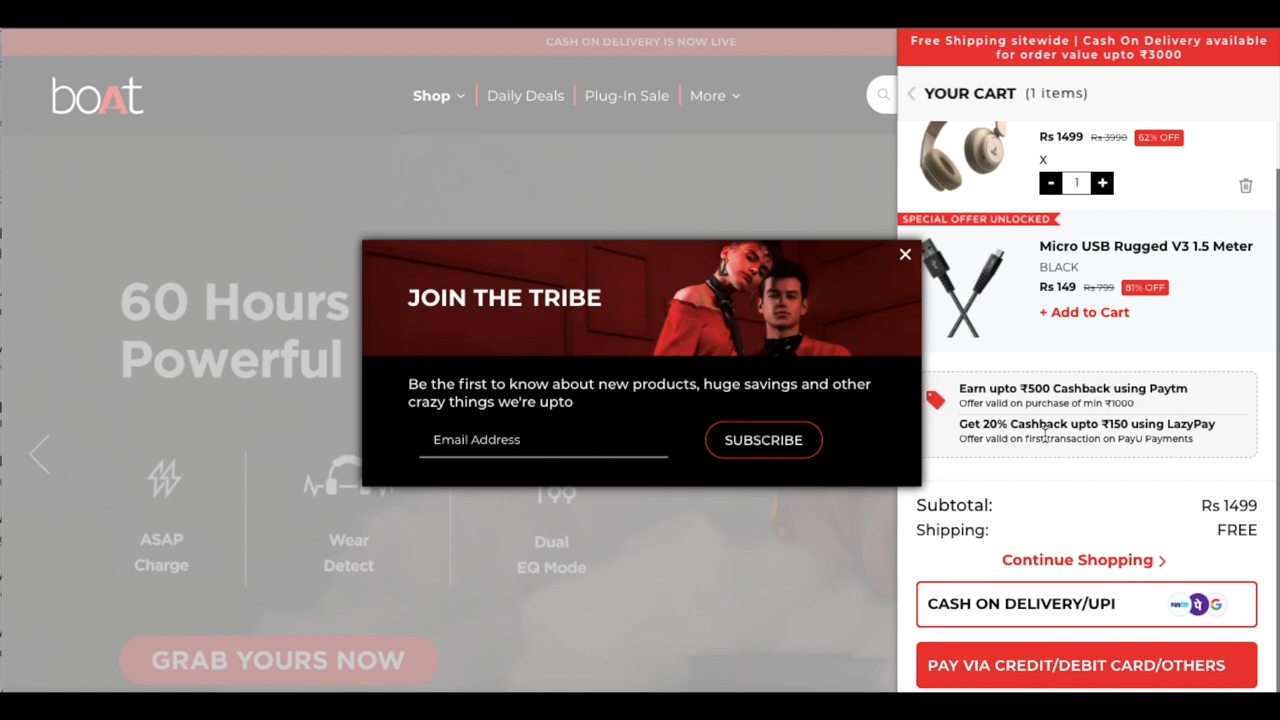 CASH ON DELIVERY IS NOW LIVE
Free Shipping sitewide | Cash On Delivery available
for order value upto ₹3000
boAt
Shop
Daily Deals
Plug-In Sale
More
YOUR CART (1 items)
Rs 1499 Rs 3990 62% OFF
X
- 1 +
SPECIAL OFFER UNLOCKED
Micro USB Rugged V3 1.5 Meter
BLACK
Rs 149 Rs 799 81% OFF
+ Add to Cart
60 Hours
Powerful
JOIN THE TRIBE
Be the first to know about new products, huge savings and other
crazy things we're upto
Email Address
SUBSCRIBE
Earn upto ₹500 Cashback using Paytm
Offer valid on purchase of min ₹1000
Get 20% Cashback upto ₹150 using LazyPay
Offer valid on first transaction on PayU Payments
ASAP
Charge
Wear
Detect
Dual
EQ Mode
GRAB YOURS NOW
Subtotal: Rs 1499
Shipping: FREE
Continue Shopping >
CASH ON DELIVERY/UPI
PAY VIA CREDIT/DEBIT CARD/OTHERS